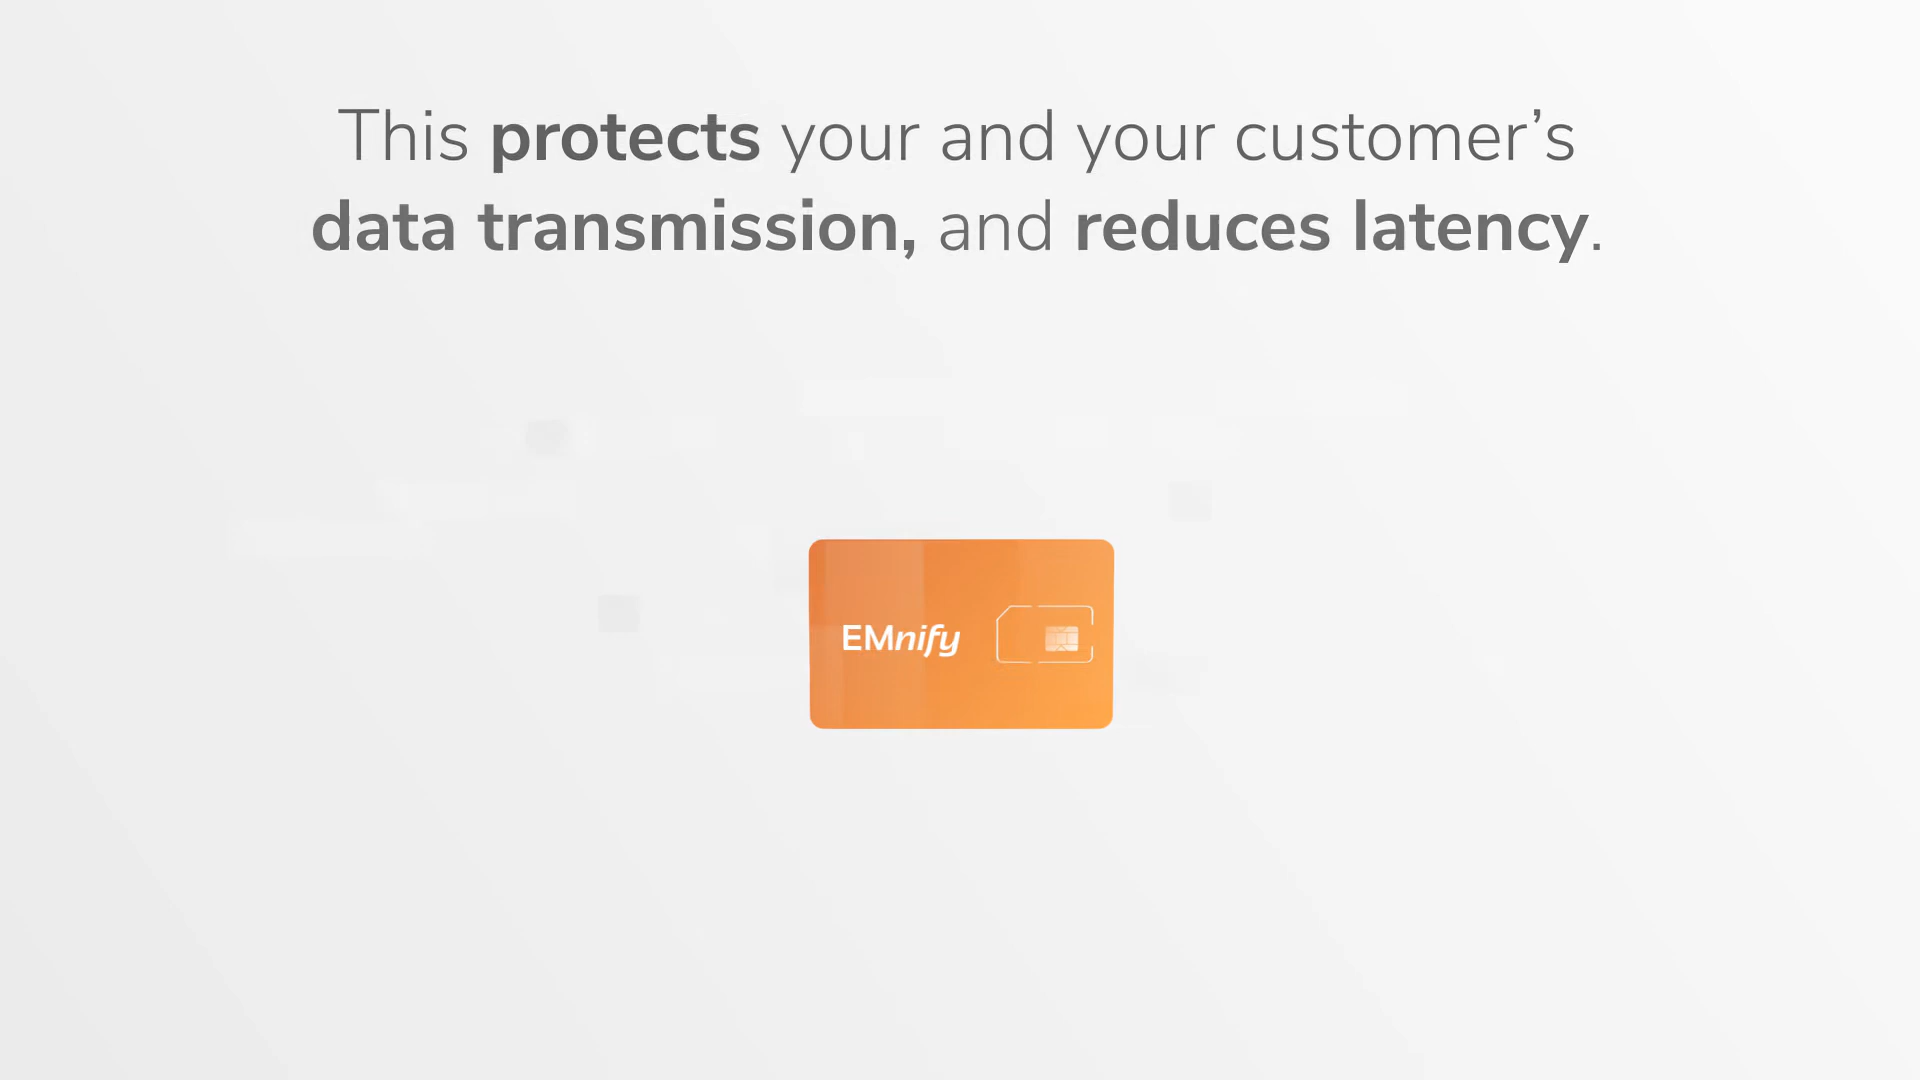 This protects your and your customer’s
data transmission, and reduces latency.
EMnify